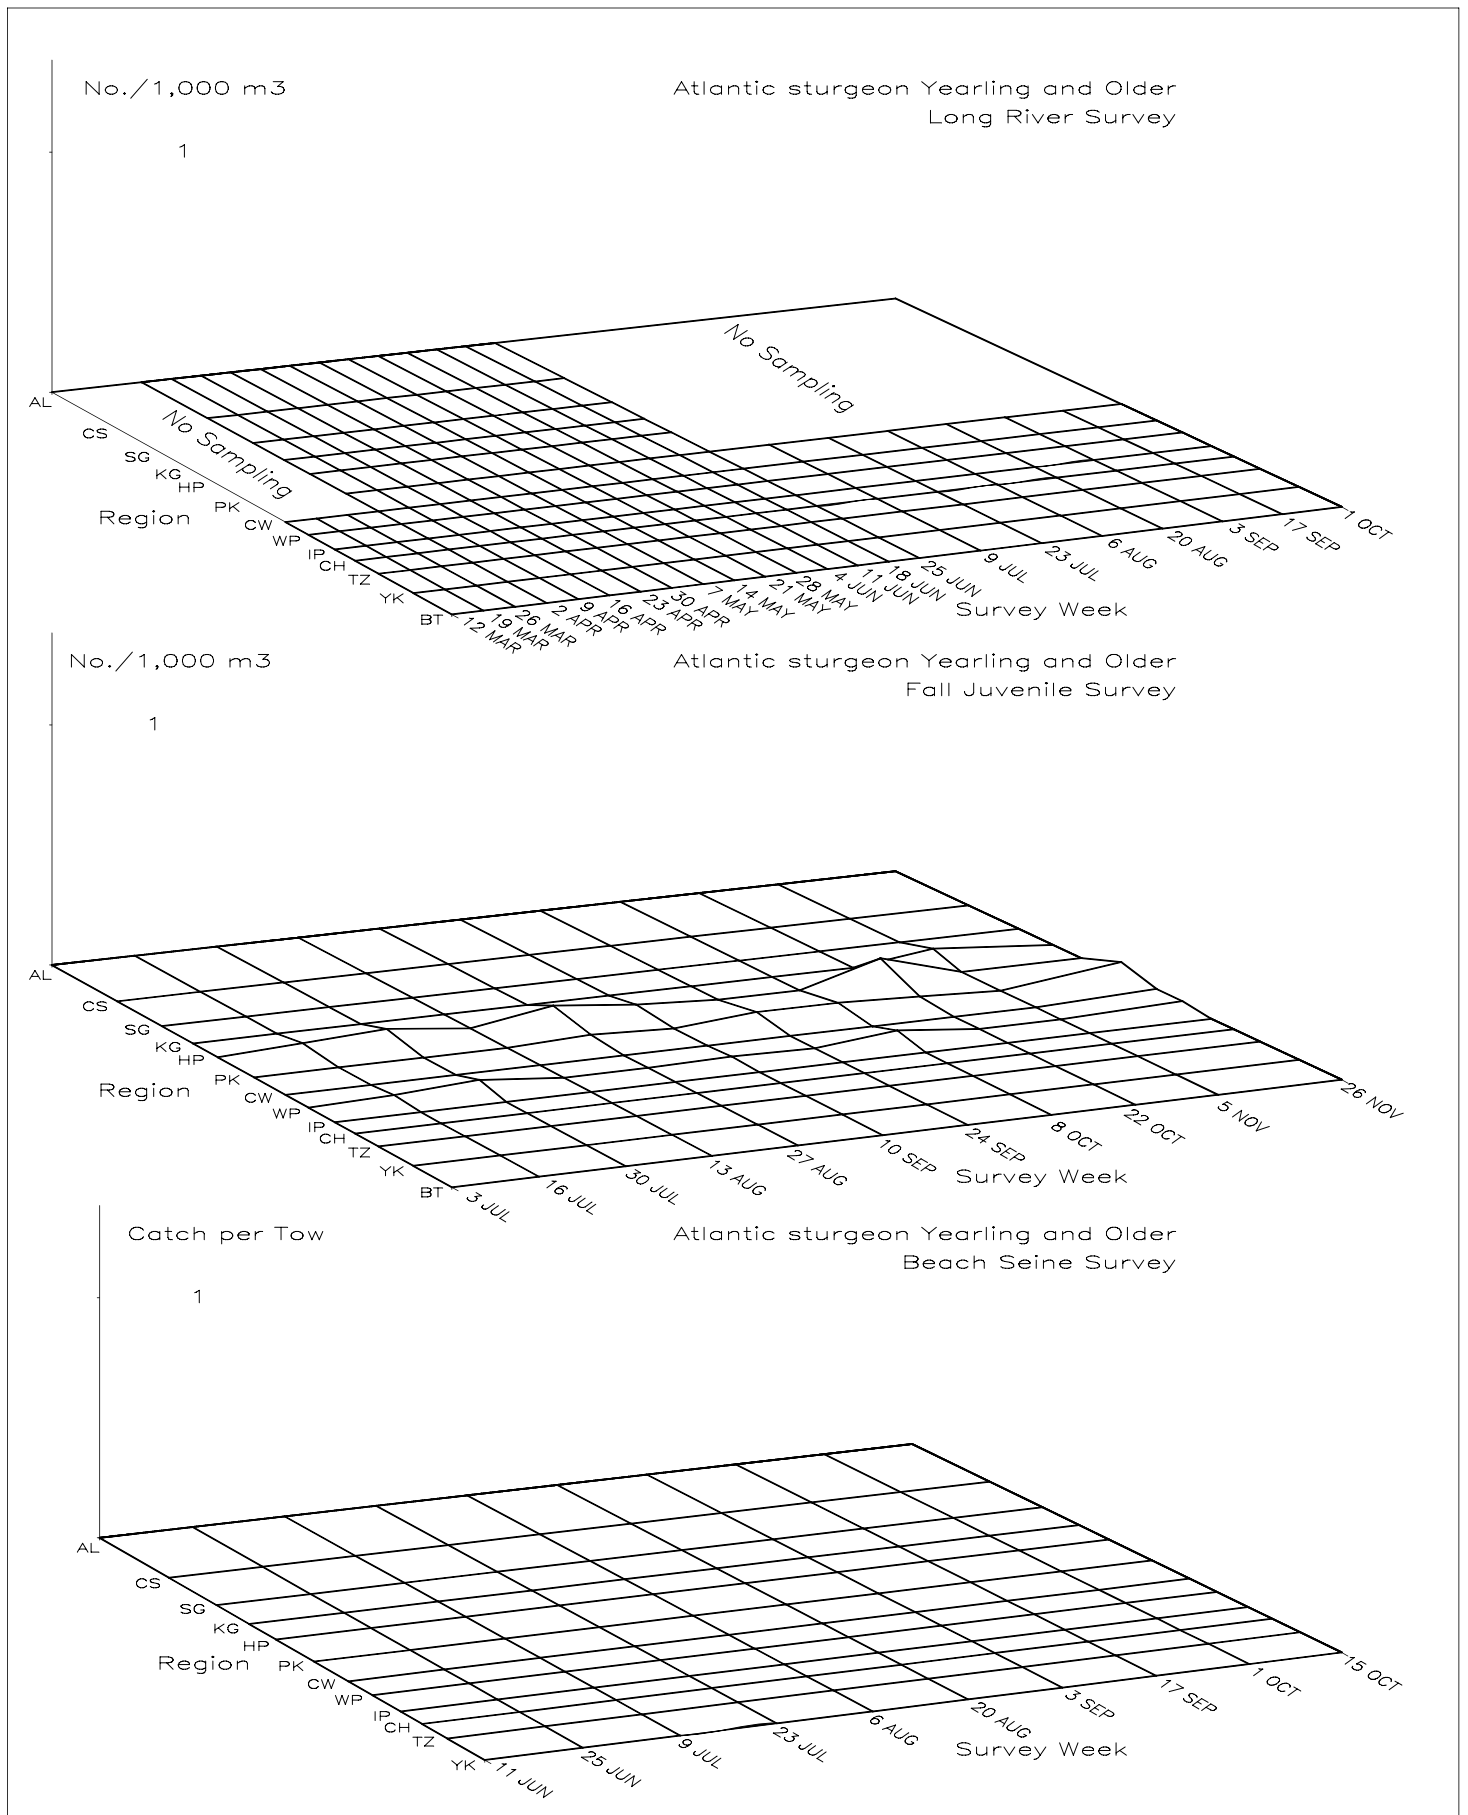 No./1,000 m3
Atlantic sturgeon Yearling and Older
Long River Survey
1
No Sampling
No Sampling
AL
CS
SG
KG
HP
PK
CW
WP
IP
CH
TZ
YK
BT
Region
12 MAR
19 MAR
26 MAR
2 APR
9 APR
16 APR
23 APR
30 APR
7 MAY
14 MAY
21 MAY
28 MAY
4 JUN
11 JUN
18 JUN
25 JUN
9 JUL
23 JUL
6 AUG
20 AUG
3 SEP
17 SEP
1 OCT
Survey Week
No./1,000 m3
Atlantic sturgeon Yearling and Older
Fall Juvenile Survey
1
AL
CS
SG
KG
HP
PK
CW
WP
IP
CH
TZ
YK
BT
Region
3 JUL
16 JUL
30 JUL
13 AUG
27 AUG
10 SEP
24 SEP
8 OCT
22 OCT
5 NOV
26 NOV
Survey Week
Catch per Tow
Atlantic sturgeon Yearling and Older
Beach Seine Survey
1
AL
CS
SG
KG
HP
PK
CW
WP
IP
CH
TZ
YK
Region
11 JUN
25 JUN
9 JUL
23 JUL
6 AUG
20 AUG
3 SEP
17 SEP
1 OCT
15 OCT
Survey Week